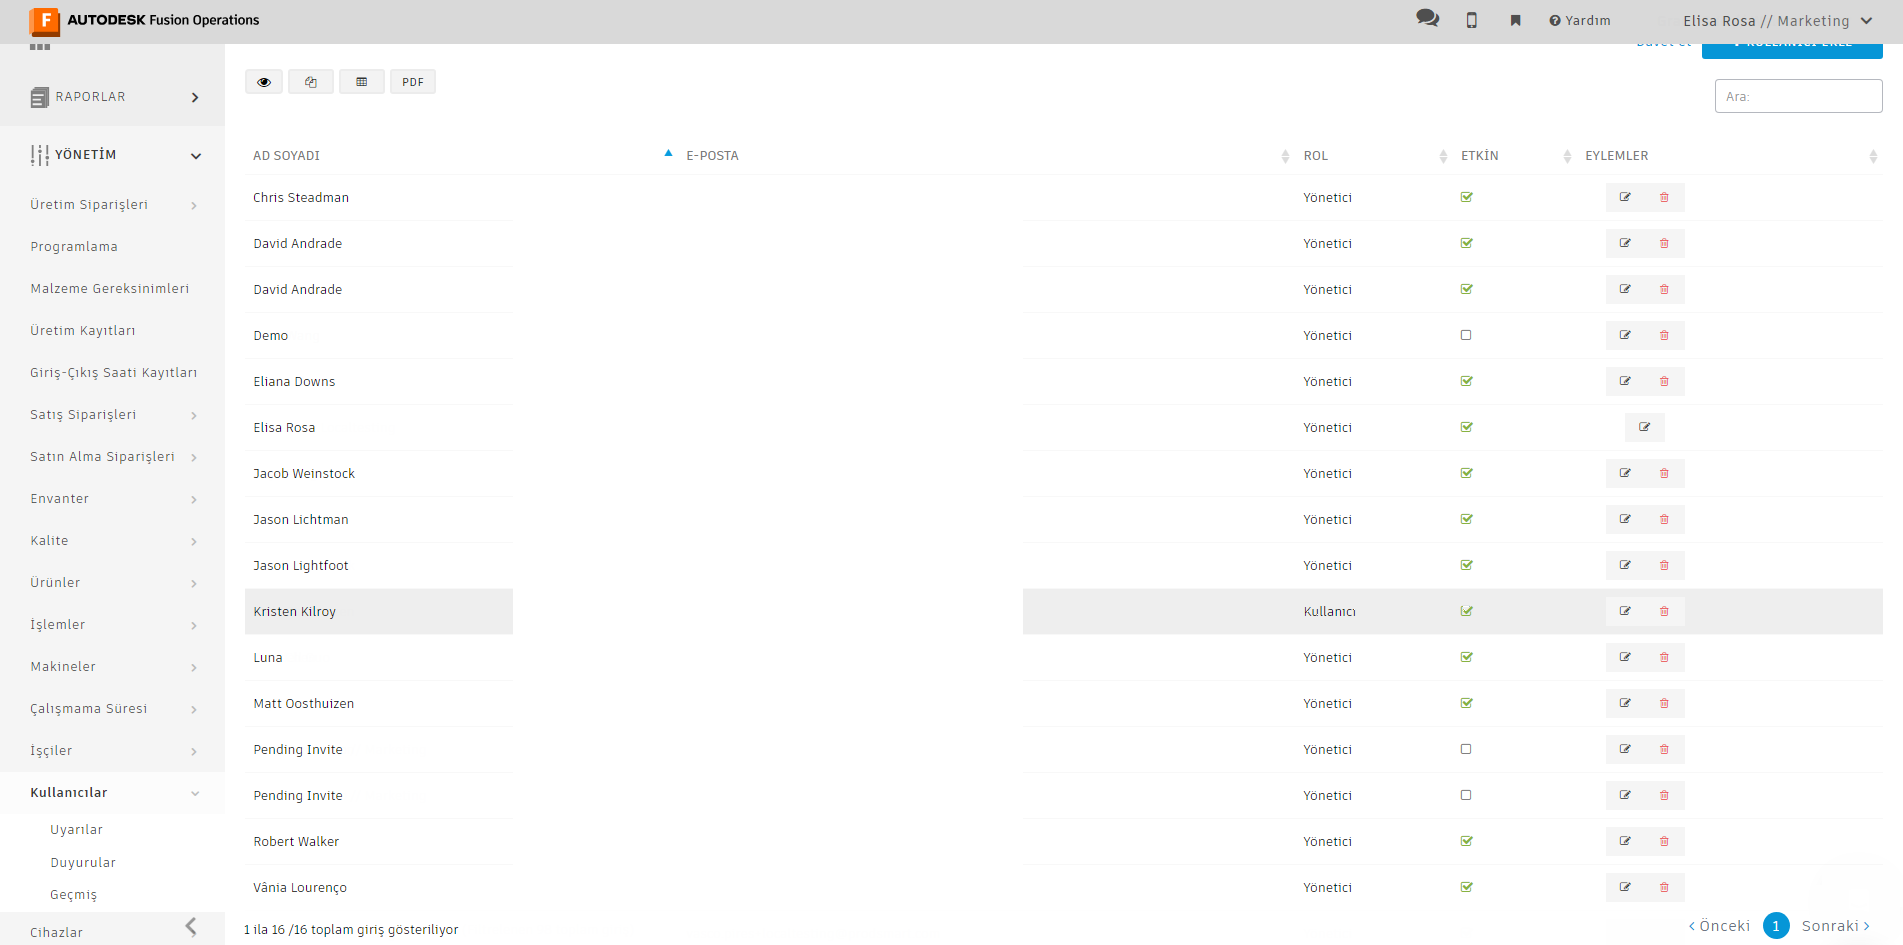 F AUTODESK Fusion Operations
Yardım
Elisa Rosa // Marketing
RAPORLAR
YÖNETİM
Üretim Siparişleri
Programlama
Malzeme Gereksinimleri
Üretim Kayıtları
Giriş-Çıkış Saati Kayıtları
Satış Siparişleri
Satın Alma Siparişleri
Envanter
Kalite
Ürünler
İşlemler
Makineler
Çalışmama Süresi
İşçiler
Kullanıcılar
Uyarılar
Duyurular
Geçmiş
Cihazlar
PDF
Ara:
AD SOYADI E-POSTA ROL ETKİN EYLEMLER
Chris Steadman Yönetici
David Andrade Yönetici
David Andrade Yönetici
Demo Yönetici
Eliana Downs Yönetici
Elisa Rosa Yönetici
Jacob Weinstock Yönetici
Jason Lichtman Yönetici
Jason Lightfoot Yönetici
Kristen Kilroy Kullanıcı
Luna Yönetici
Matt Oosthuizen Yönetici
Pending Invite Yönetici
Pending Invite Yönetici
Robert Walker Yönetici
Vânia Lourenço Yönetici
1 ila 16 /16 toplam giriş gösteriliyor
Önceki 1 Sonraki